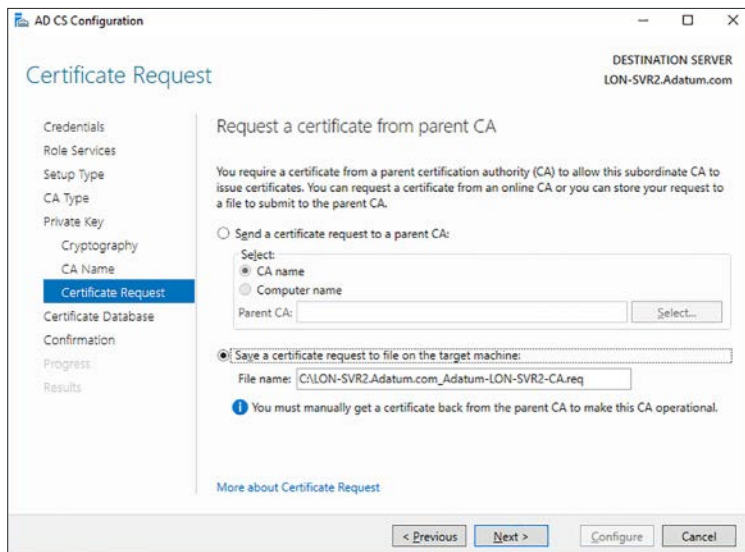 AD CS Configuration
Certificate Request
DESTINATION SERVER
LON-SVR2.Adatum.com
Credentials
Role Services
Setup Type
CA Type
Private Key
Cryptography
CA Name
Certificate Request
Certificate Database
Confirmation
Progress
Results
Request a certificate from parent CA
You require a certificate from a parent certification authority (CA) to allow this subordinate CA to
issue certificates. You can request a certificate from an online CA or you can store your request to
a file to submit to the parent CA.
Send a certificate request to a parent CA:
Select:
CA name
Computer name
Parent CA:
Select...
Save a certificate request to file on the target machine:
File name: C:\LON-SVR2.Adatum.com_Adatum-LON-SVR2-CA.req
You must manually get a certificate back from the parent CA to make this CA operational.
More about Certificate Request
< Previous
Next >
Configure
Cancel